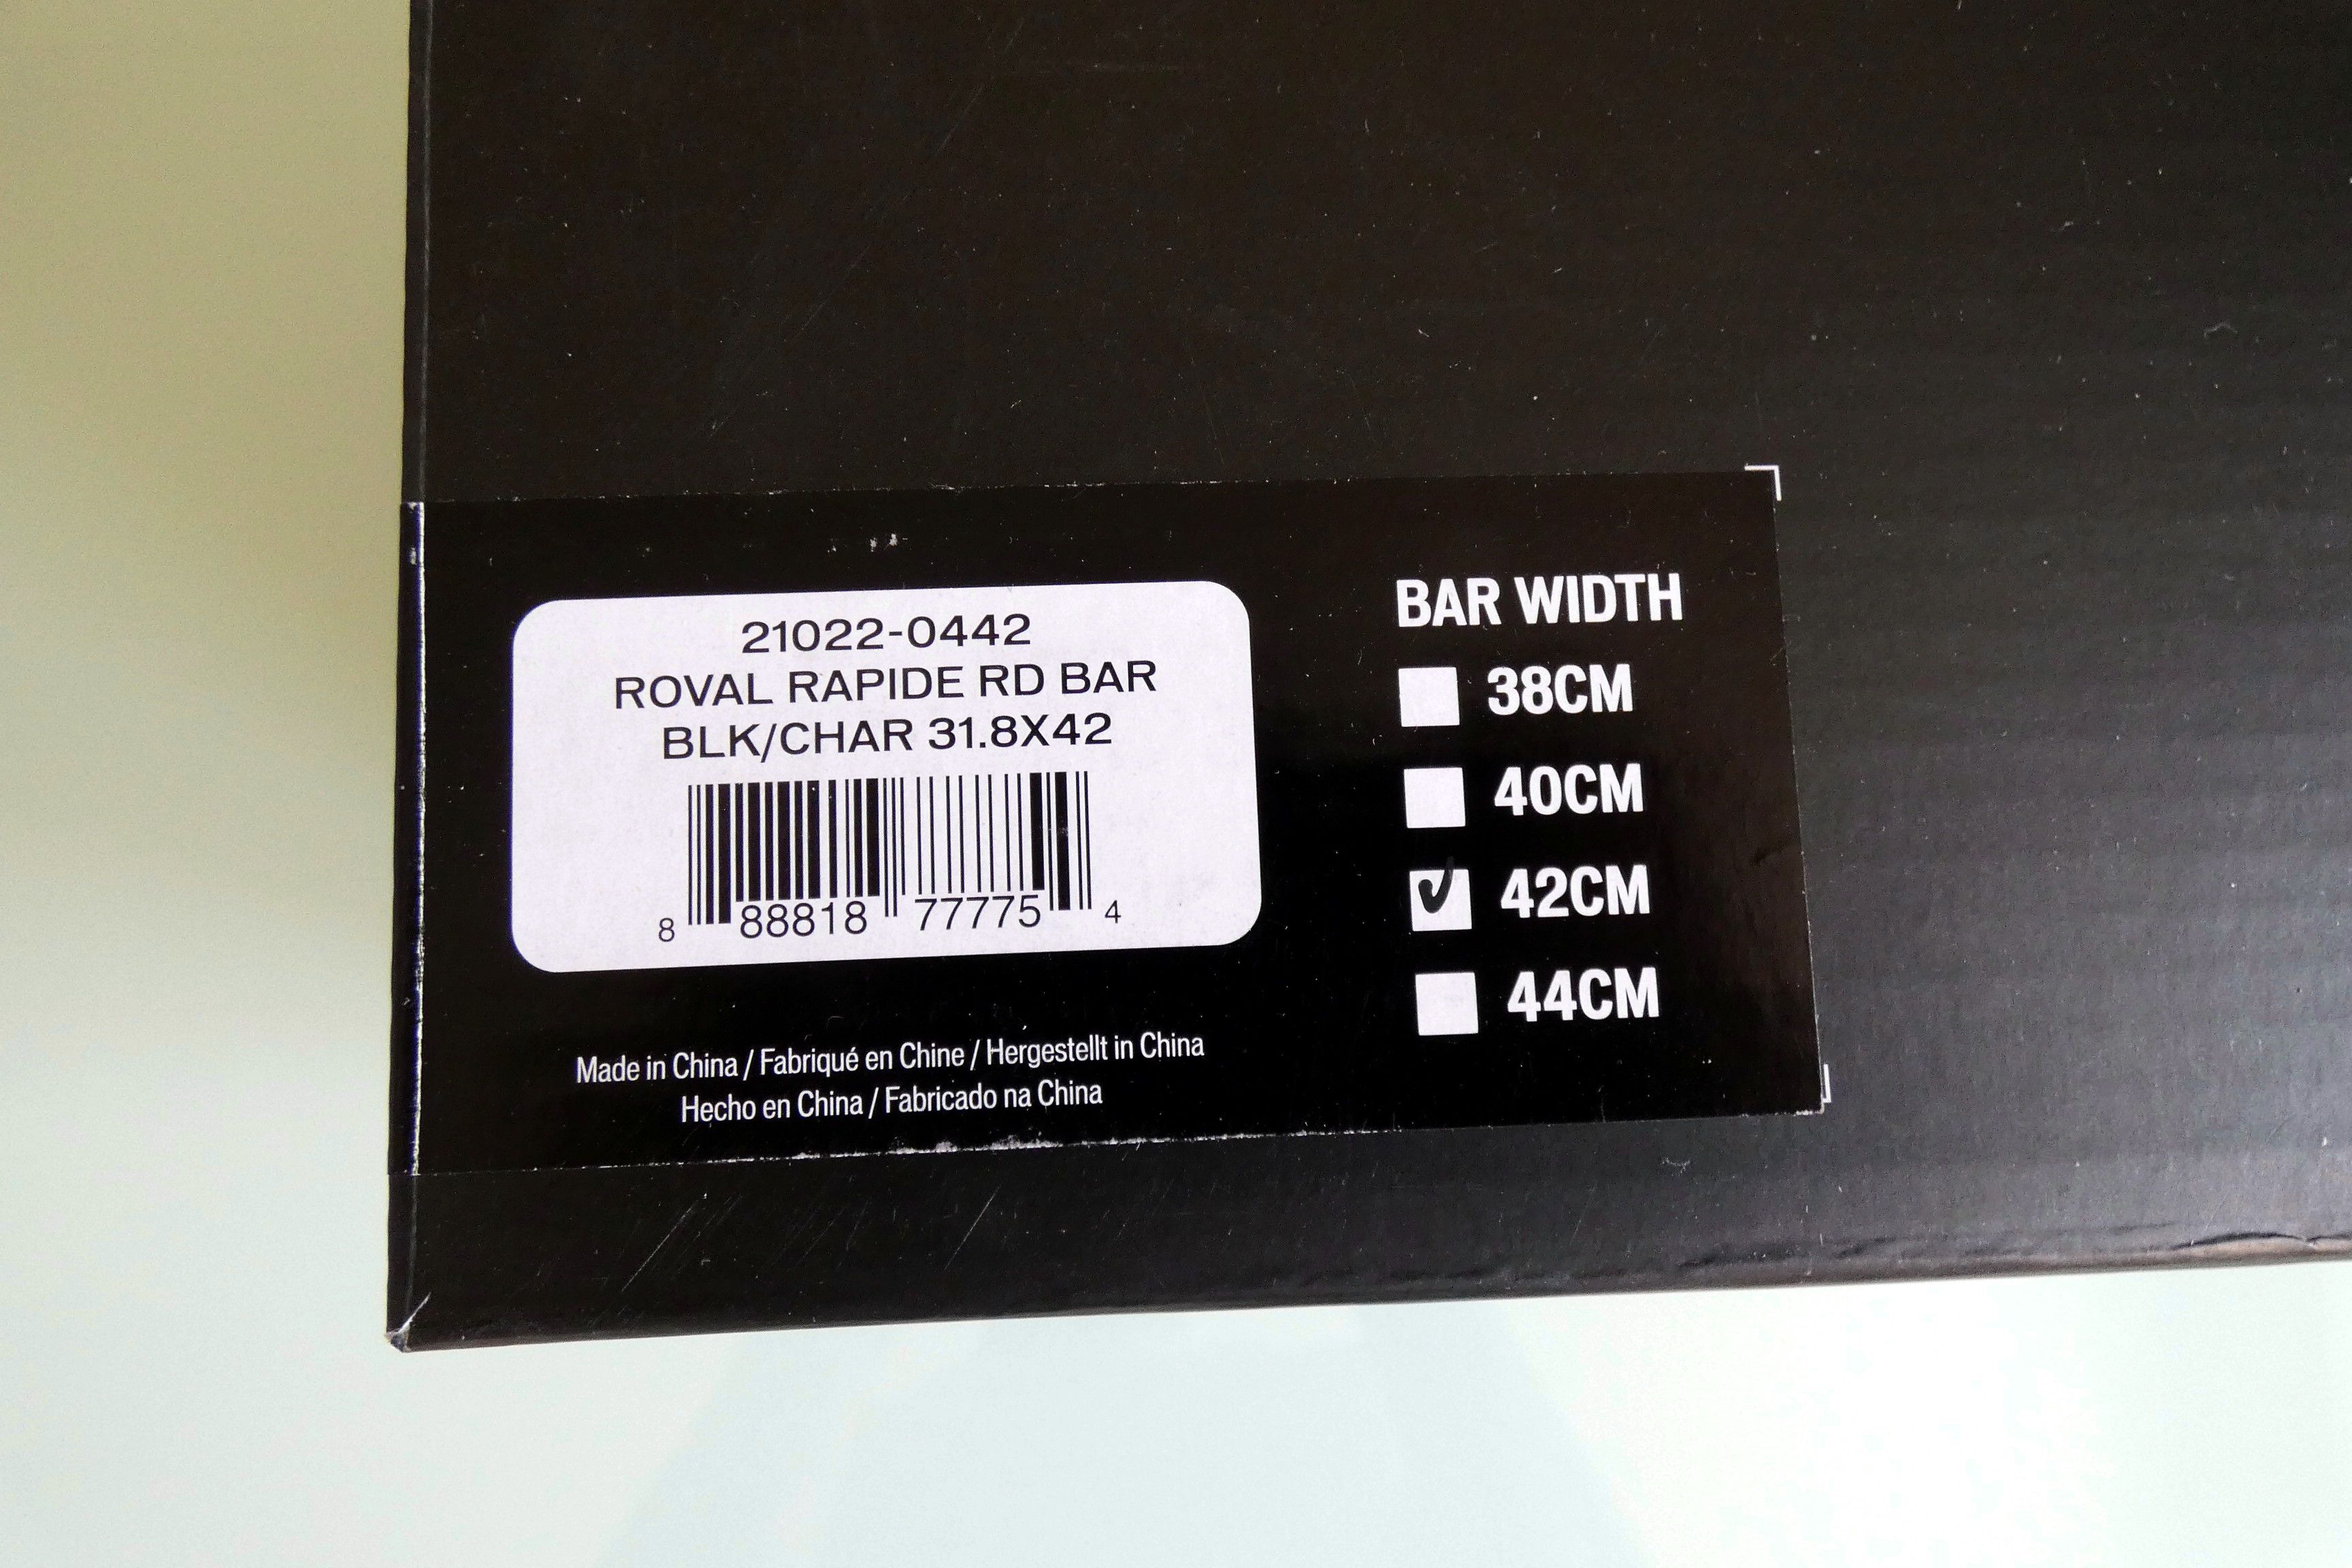 21022-0442
ROVAL RAPIDE RD BAR
BLK/CHAR 31.8X42
8 88818 77775 4
Made in China / Fabriqué en Chine / Hergestellt in China
Hecho en China / Fabricado na China
BAR WIDTH
38CM
40CM
42CM
44CM